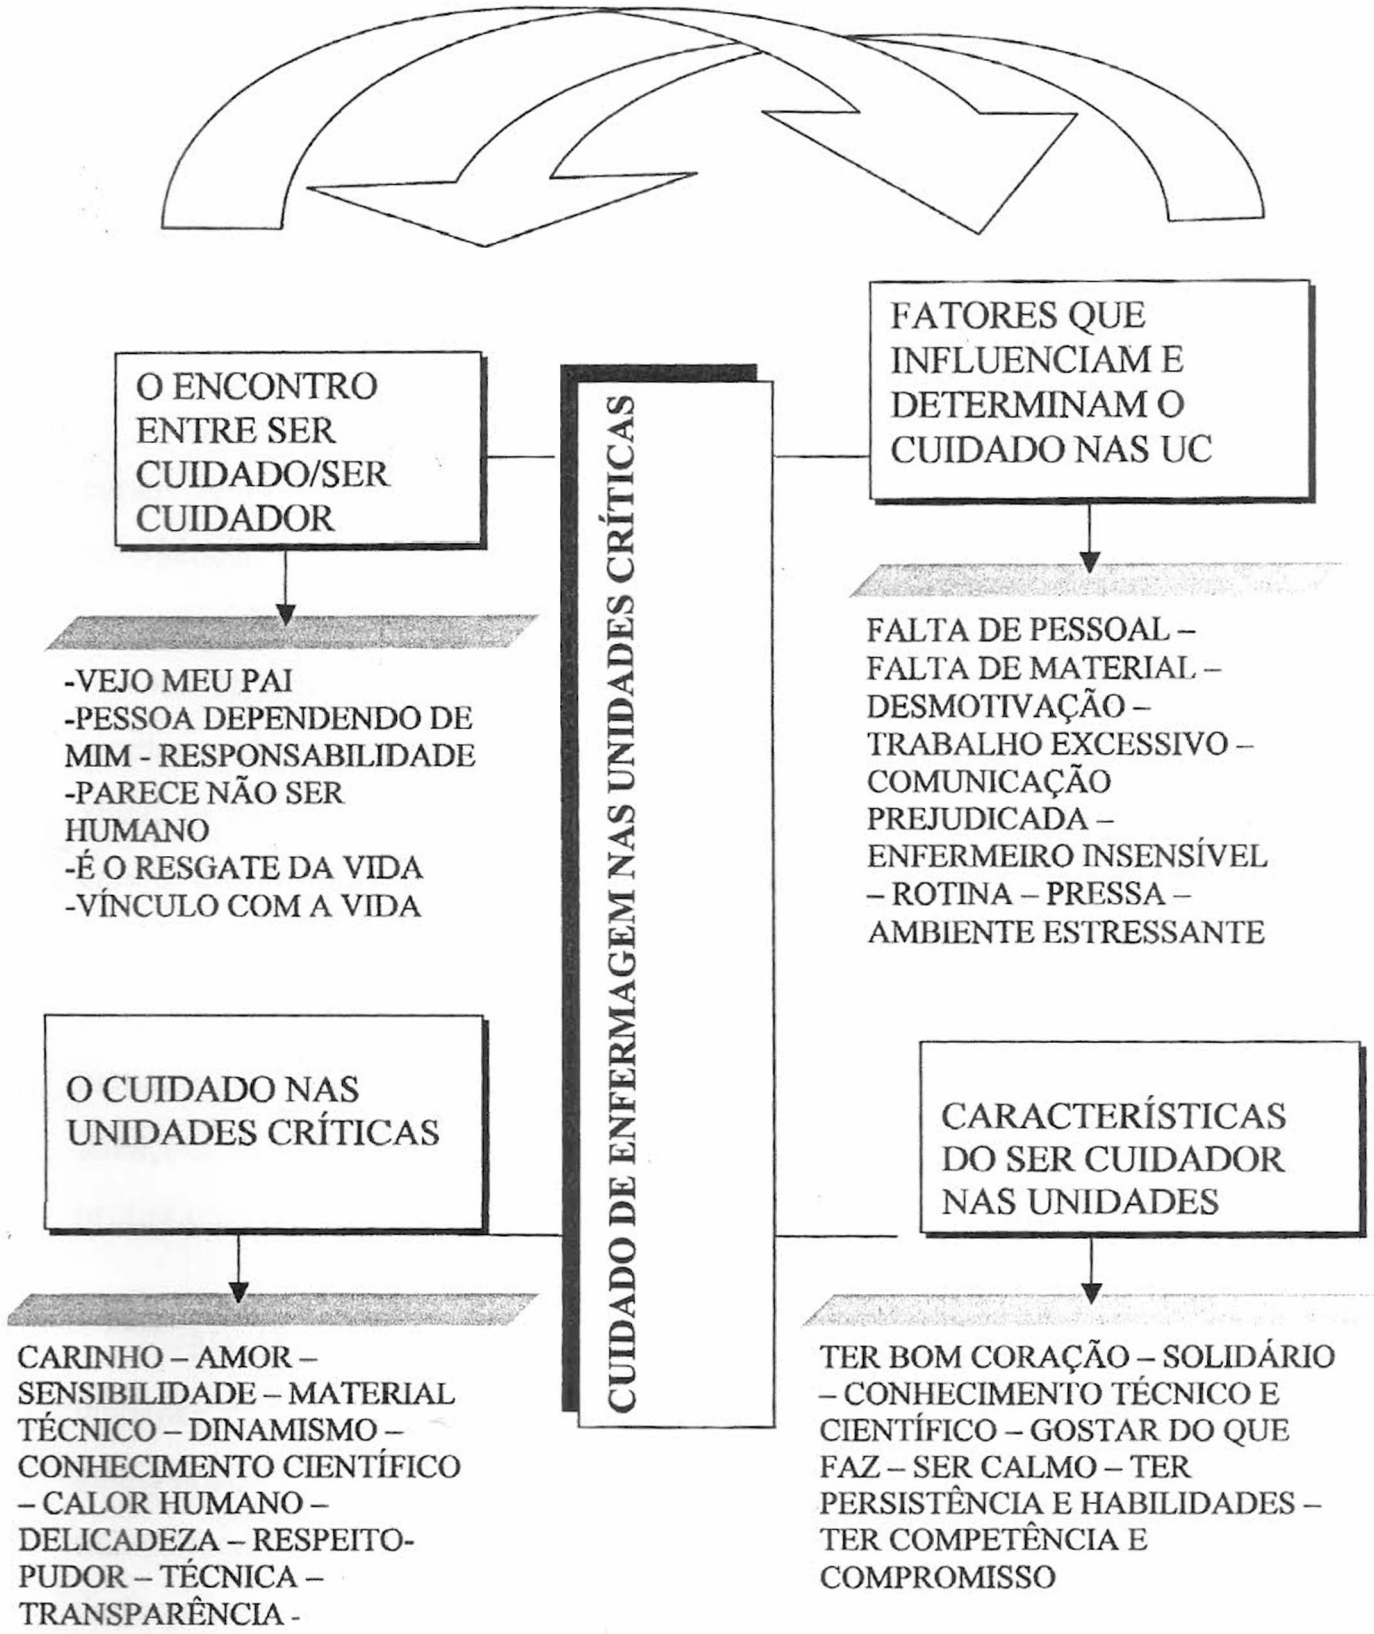 O ENCONTRO
ENTRE SER
CUIDADO/SER
CUIDADOR
-VEJO MEU PAI
-PESSOA DEPENDENDO DE
MIM - RESPONSABILIDADE
-PARECE NÃO SER
HUMANO
-É O RESGATE DA VIDA
-VÍNCULO COM A VIDA
O CUIDADO NAS
UNIDADES CRÍTICAS
CARINHO – AMOR –
SENSIBILIDADE – MATERIAL
TÉCNICO – DINAMISMO –
CONHECIMENTO CIENTÍFICO
– CALOR HUMANO –
DELICADEZA – RESPEITO-
PUDOR – TÉCNICA –
TRANSPARÊNCIA -
CUIDADO DE ENFERMAGEM NAS UNIDADES CRÍTICAS
FATORES QUE
INFLUENCIAM E
DETERMINAM O
CUIDADO NAS UC
FALTA DE PESSOAL –
FALTA DE MATERIAL –
DESMOTIVAÇÃO –
TRABALHO EXCESSIVO –
COMUNICAÇÃO
PREJUDICADA –
ENFERMEIRO INSENSÍVEL
– ROTINA – PRESSA –
AMBIENTE ESTRESSANTE
CARACTERÍSTICAS
DO SER CUIDADOR
NAS UNIDADES
TER BOM CORAÇÃO – SOLIDÁRIO
– CONHECIMENTO TÉCNICO E
CIENTÍFICO – GOSTAR DO QUE
FAZ – SER CALMO – TER
PERSISTÊNCIA E HABILIDADES –
TER COMPETÊNCIA E
COMPROMISSO